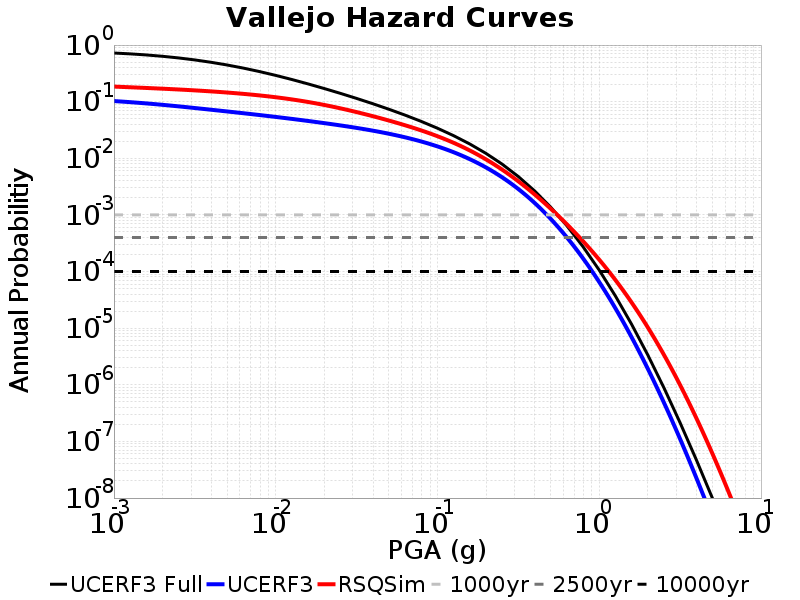 Vallejo Hazard Curves
10^0
10^-1
10^-2
10^-3
10^-4
10^-5
10^-6
10^-7
10^-8
Annual Probabilitiy
10^-3 10^-2 10^-1 10^0 10^1
PGA (g)
UCERF3 Full UCERF3 RSQSim 1000yr 2500yr 10000yr